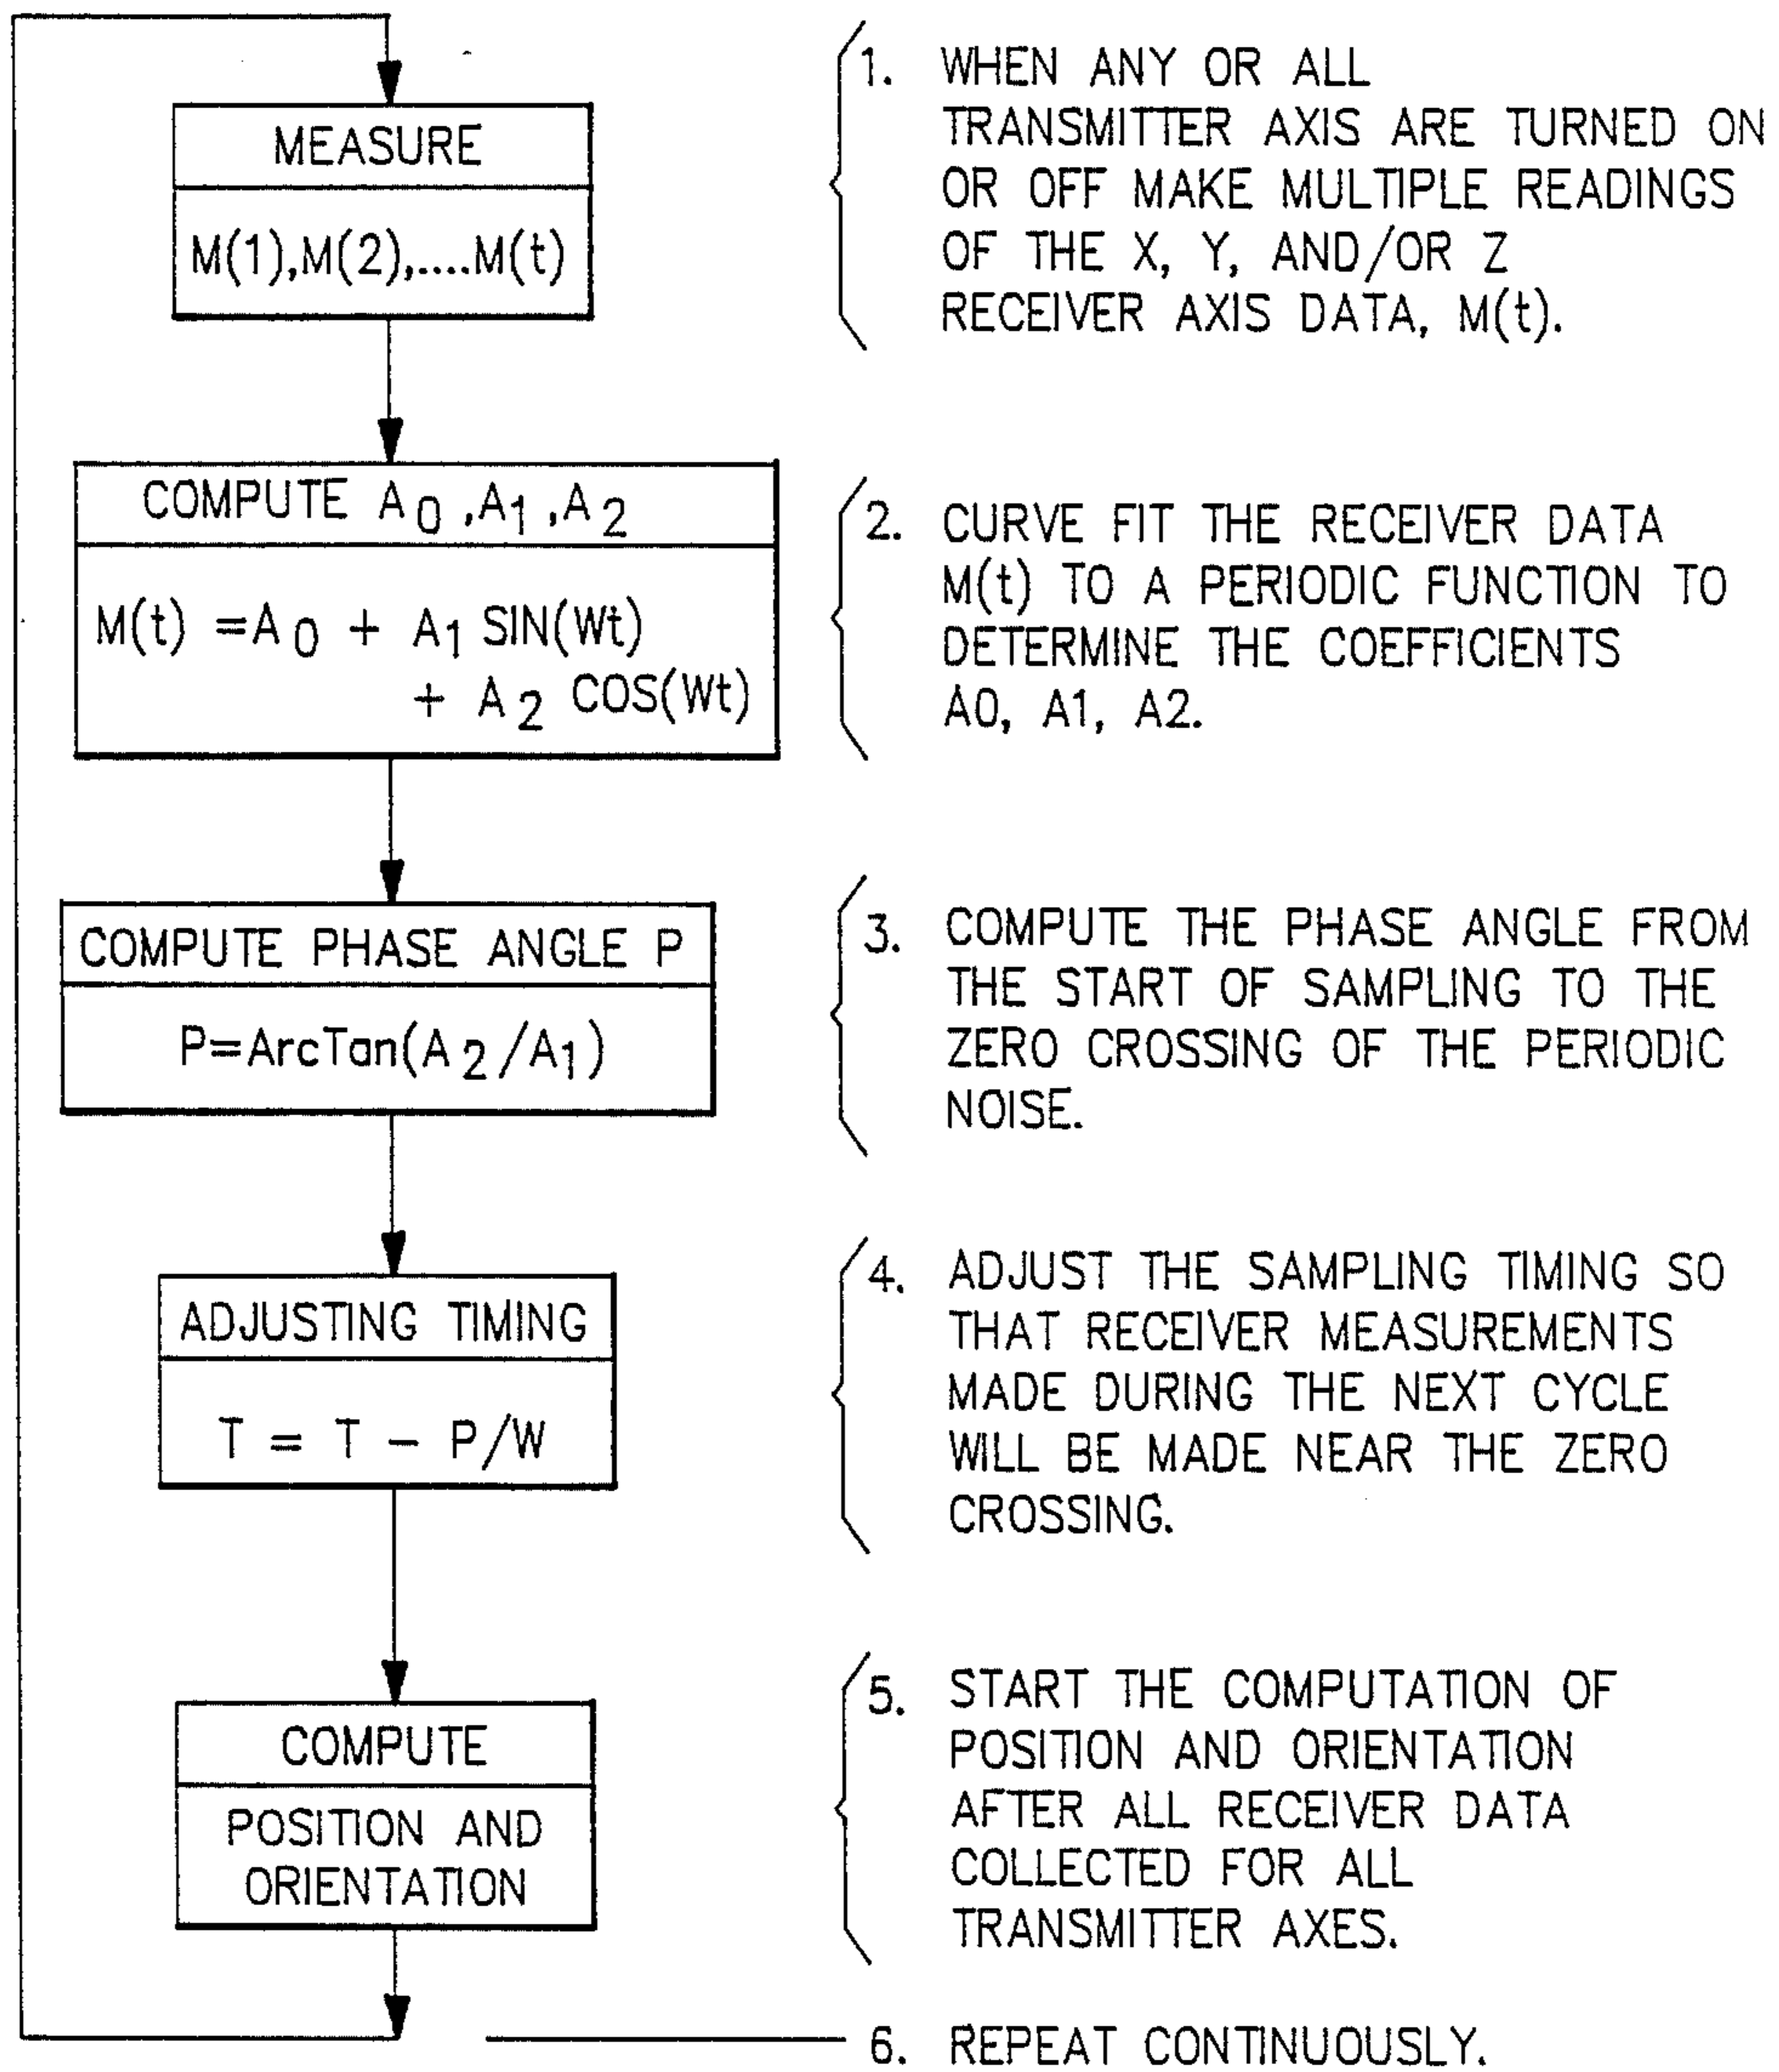 MEASURE
M(1),M(2),....M(t)
1. WHEN ANY OR ALL
TRANSMITTER AXIS ARE TURNED ON
OR OFF MAKE MULTIPLE READINGS
OF THE X, Y, AND/OR Z
RECEIVER AXIS DATA, M(t).
COMPUTE A0 ,A1 ,A2
M(t) =A0 + A1 SIN(Wt)
+ A2 COS(Wt)
2. CURVE FIT THE RECEIVER DATA
M(t) TO A PERIODIC FUNCTION TO
DETERMINE THE COEFFICIENTS
A0, A1, A2.
COMPUTE PHASE ANGLE P
P=ArcTan(A2/A1)
3. COMPUTE THE PHASE ANGLE FROM
THE START OF SAMPLING TO THE
ZERO CROSSING OF THE PERIODIC
NOISE.
ADJUSTING TIMING
T = T - P/W
4. ADJUST THE SAMPLING TIMING SO
THAT RECEIVER MEASUREMENTS
MADE DURING THE NEXT CYCLE
WILL BE MADE NEAR THE ZERO
CROSSING.
COMPUTE
POSITION AND
ORIENTATION
5. START THE COMPUTATION OF
POSITION AND ORIENTATION
AFTER ALL RECEIVER DATA
COLLECTED FOR ALL
TRANSMITTER AXES.
6. REPEAT CONTINUOUSLY.